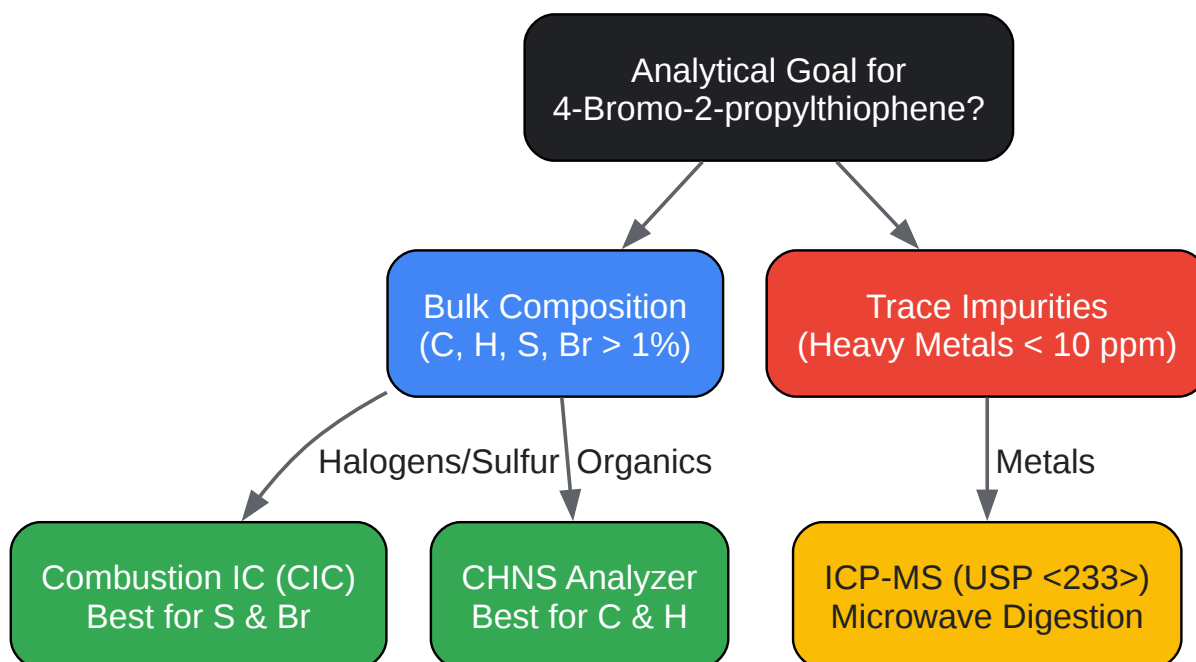 Analytical Goal for
4-Bromo-2-propylthiophene?
Bulk Composition
(C, H, S, Br > 1%)
Trace Impurities
(Heavy Metals < 10 ppm)
Halogens/Sulfur
Organics
Metals
Combustion IC (CIC)
Best for S & Br
CHNS Analyzer
Best for C & H
ICP-MS (USP <233>)
Microwave Digestion